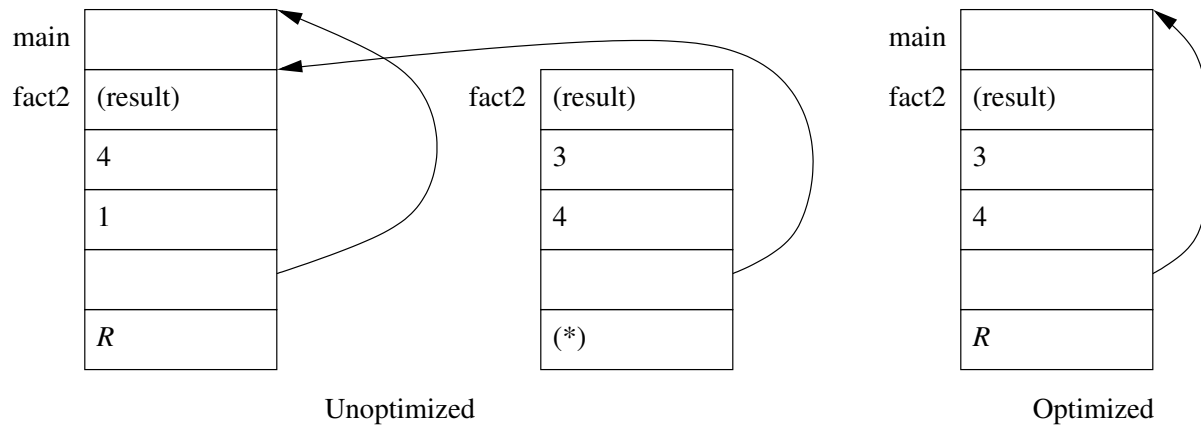 main
fact2 (result)
4
1
R
fact2 (result)
3
4
(*)
Unoptimized
main
fact2 (result)
3
4
R
Optimized